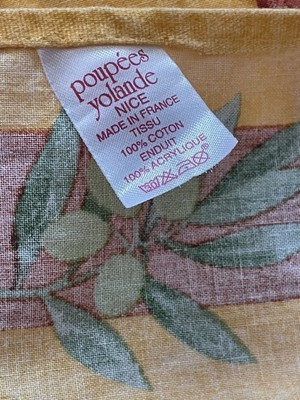 poupées
yolande
NICE
MADE IN FRANCE
TISSU
100% COTON
ENDUIT
100% ACRYLIQUE